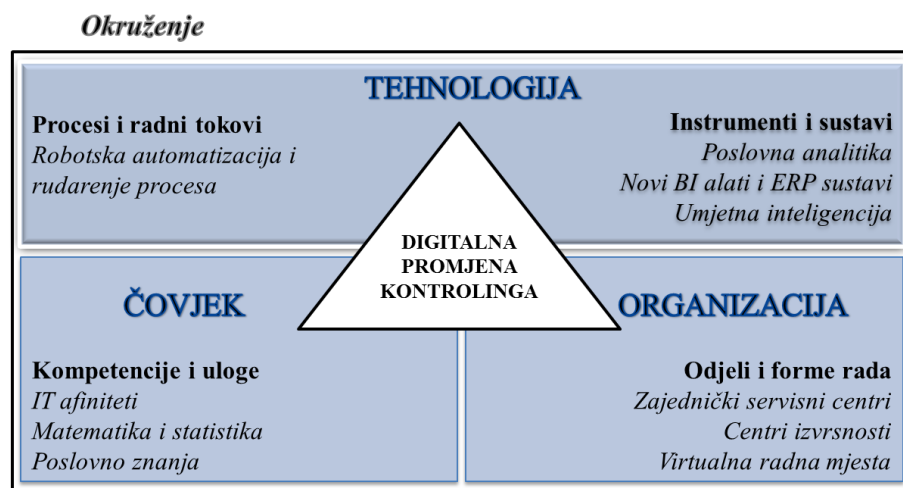 Okruženje
TEHNOLOGIJA
Procesi i radni tokovi
Robotska automatizacija i
rudarenje procesa
Instrumenti i sustavi
Poslovna analitika
Novi BI alati i ERP sustavi
Umjetna inteligencija
DIGITALNA
PROMJENA
KONTROLINGA
ČOVJEK
Kompetencije i uloge
IT afiniteti
Matematika i statistika
Poslovno znanja
ORGANIZACIJA
Odjeli i forme rada
Zajednički servisni centri
Centri izvrsnosti
Virtualna radna mjesta